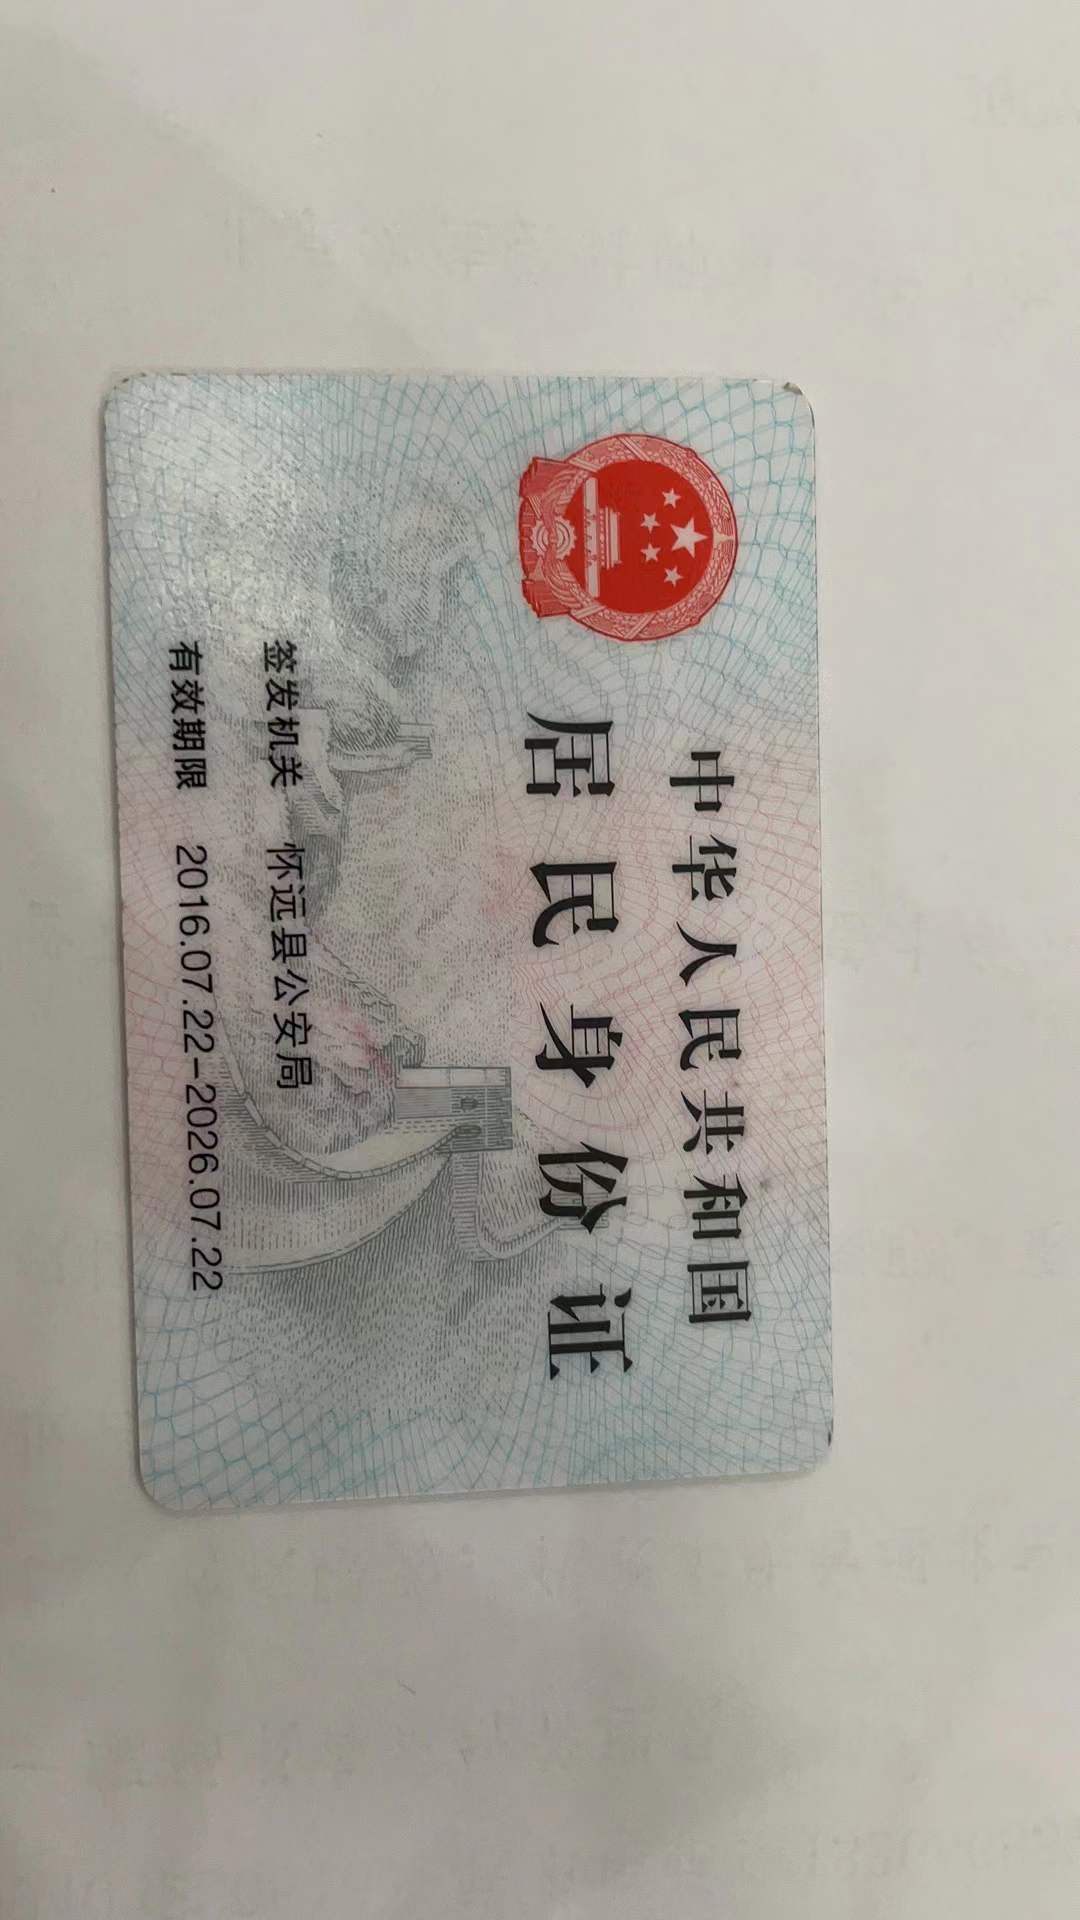 中华人民共和国
居民身份证
签发机关 怀远县公安局
有效期限 2016.07.22-2026.07.22